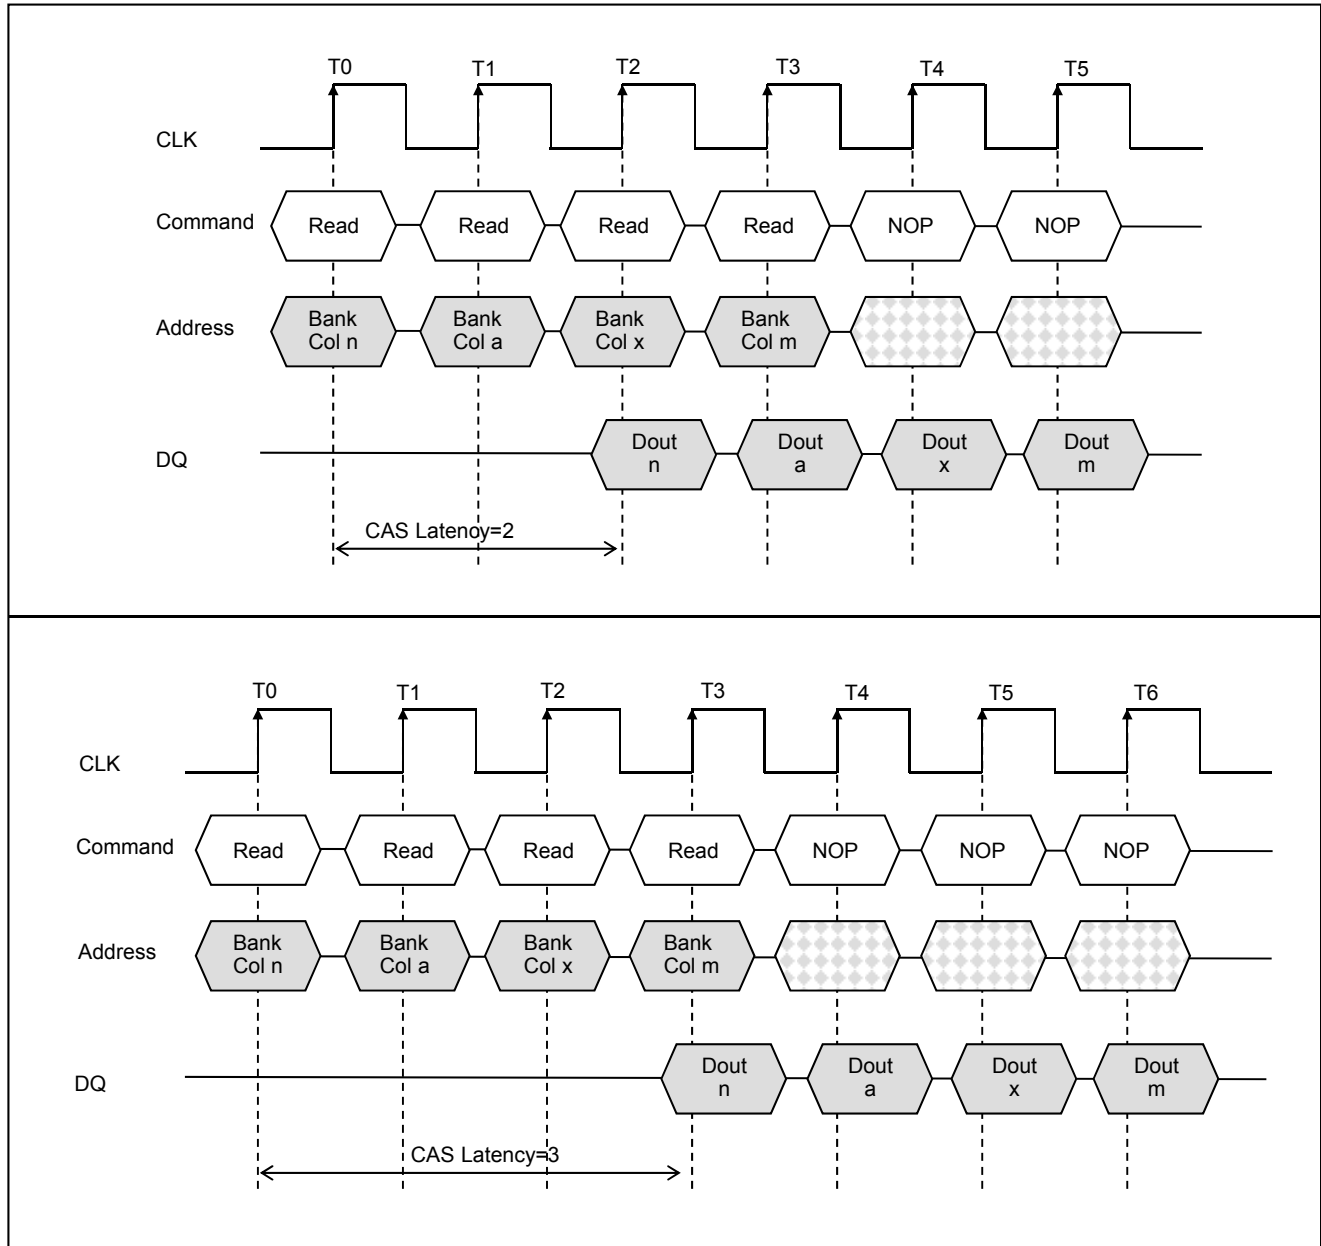 T0 T1 T2 T3 T4 T5
CLK
Command Read Read Read Read NOP NOP
Address Bank Col n Bank Col a Bank Col x Bank Col m
DQ Dout n Dout a Dout x Dout m
CAS Latency=2
T0 T1 T2 T3 T4 T5 T6
CLK
Command Read Read Read Read NOP NOP NOP
Address Bank Col n Bank Col a Bank Col x Bank Col m
DQ Dout n Dout a Dout x Dout m
CAS Latency=3